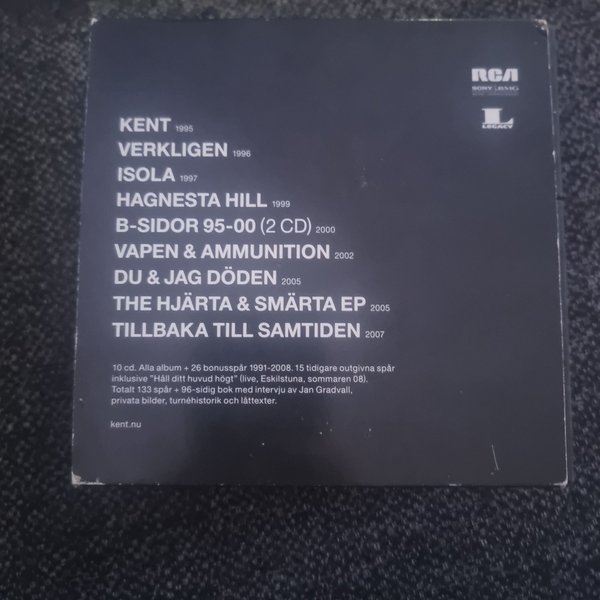 RCA
SONY BMG
L
LEGACY
KENT 1995
VERKLIGEN 1996
ISOLA 1997
HAGNESTA HILL 1999
B-SIDOR 95-00 (2 CD) 2000
VAPEN & AMMUNITION 2002
DU & JAG DÖDEN 2005
THE HJÄRTA & SMÄRTA EP 2005
TILLBAKA TILL SAMTIDEN 2007
10 cd. Alla album + 26 bonusspår 1991-2008. 15 tidigare outgivna spår
inklusive "Håll ditt huvud högt" (live, Eskilstuna, sommaren 08).
Totalt 133 spår + 96-sidig bok med intervju av Jan Gradvall,
privata bilder, turnéhistorik och låttexter.
kent.nu